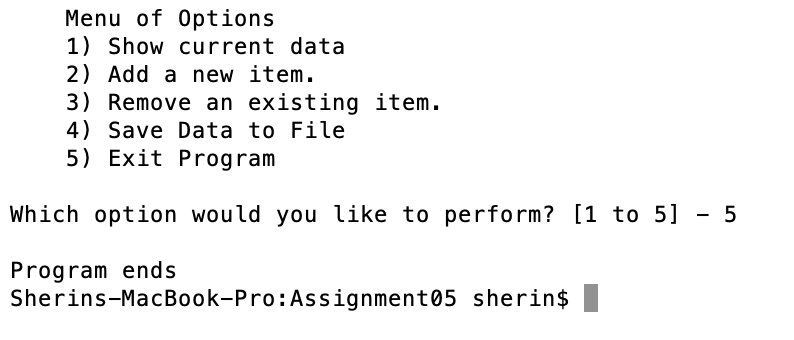 Menu of Options
1) Show current data
2) Add a new item.
3) Remove an existing item.
4) Save Data to File
5) Exit Program
Which option would you like to perform? [1 to 5] - 5
Program ends
Sherins-MacBook-Pro:Assignment05 sherin$